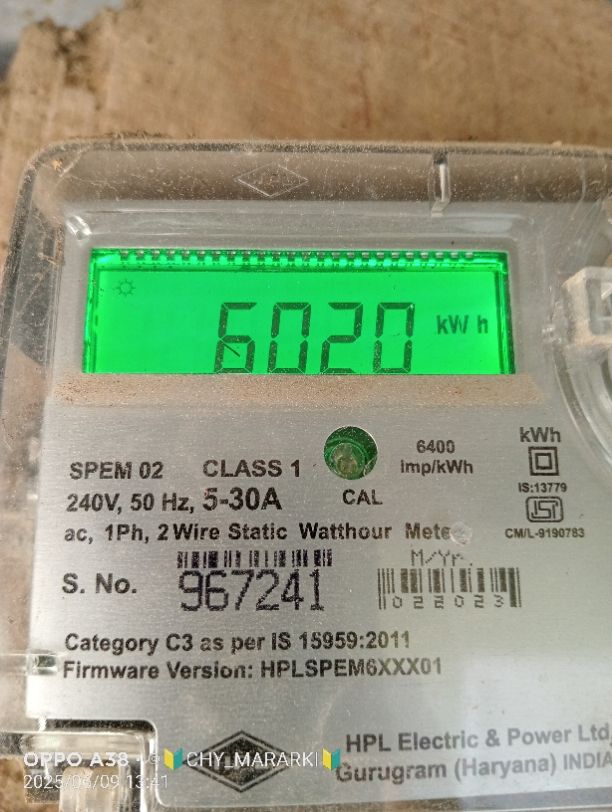 6020 kW h
6400
imp/kWh
kWh
SPEM 02 CLASS 1
CAL
IS:13779
240V, 50 Hz, 5-30A
CM/L-9190783
ac, 1Ph, 2 Wire Static Watthour Mete
M/Yr.
S. No. 967241
022023
Category C3 as per IS 15959:2011
Firmware Version: HPLSPEM6XXX01
HPL Electric & Power Ltd
Gurugram (Haryana) INDIA
OPPO A38 · ©🔰CHY_MARARKI🔰
2025/06/09 13:41